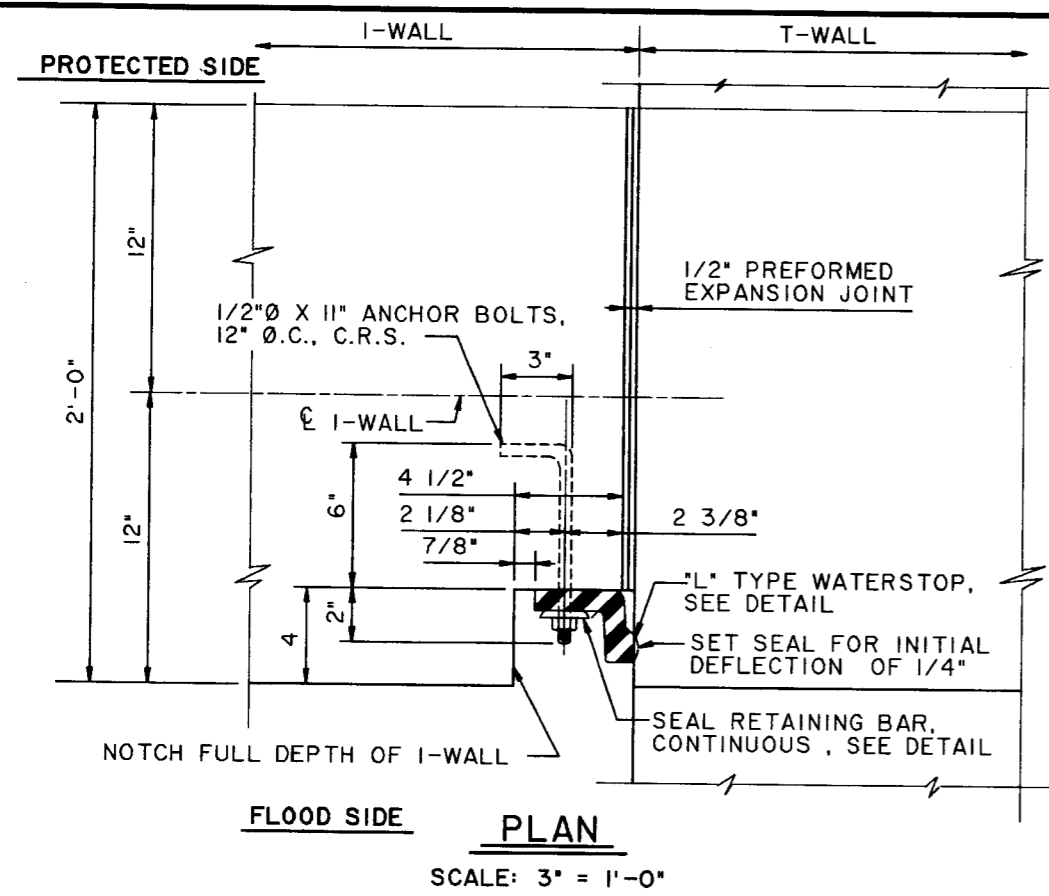 I-WALL
T-WALL
PROTECTED SIDE
12"
2'-0"
1/2" PREFORMED
EXPANSION JOINT
1/2"Ø X 11" ANCHOR BOLTS,
12" Ø.C., C.R.S.
3"
℄ I-WALL
6"
4 1/2"
2 1/8"
2 3/8"
7/8"
12"
2"
4
"L" TYPE WATERSTOP,
SEE DETAIL
SET SEAL FOR INITIAL
DEFLECTION OF 1/4"
SEAL RETAINING BAR,
CONTINUOUS , SEE DETAIL
NOTCH FULL DEPTH OF I-WALL
FLOOD SIDE
PLAN
SCALE: 3" = 1'-0"